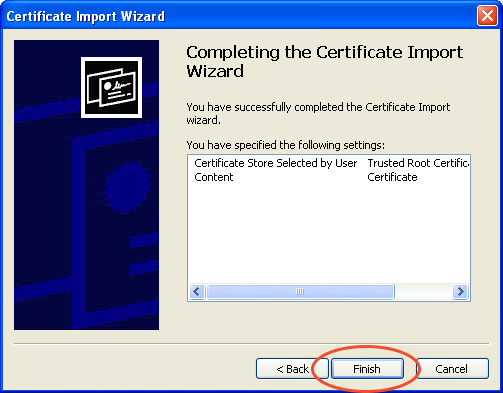 Certificate Import Wizard
Completing the Certificate Import
Wizard
You have successfully completed the Certificate Import
wizard.
You have specified the following settings:
Certificate Store Selected by User Trusted Root Certifica
Content Certificate
< Back Finish Cancel